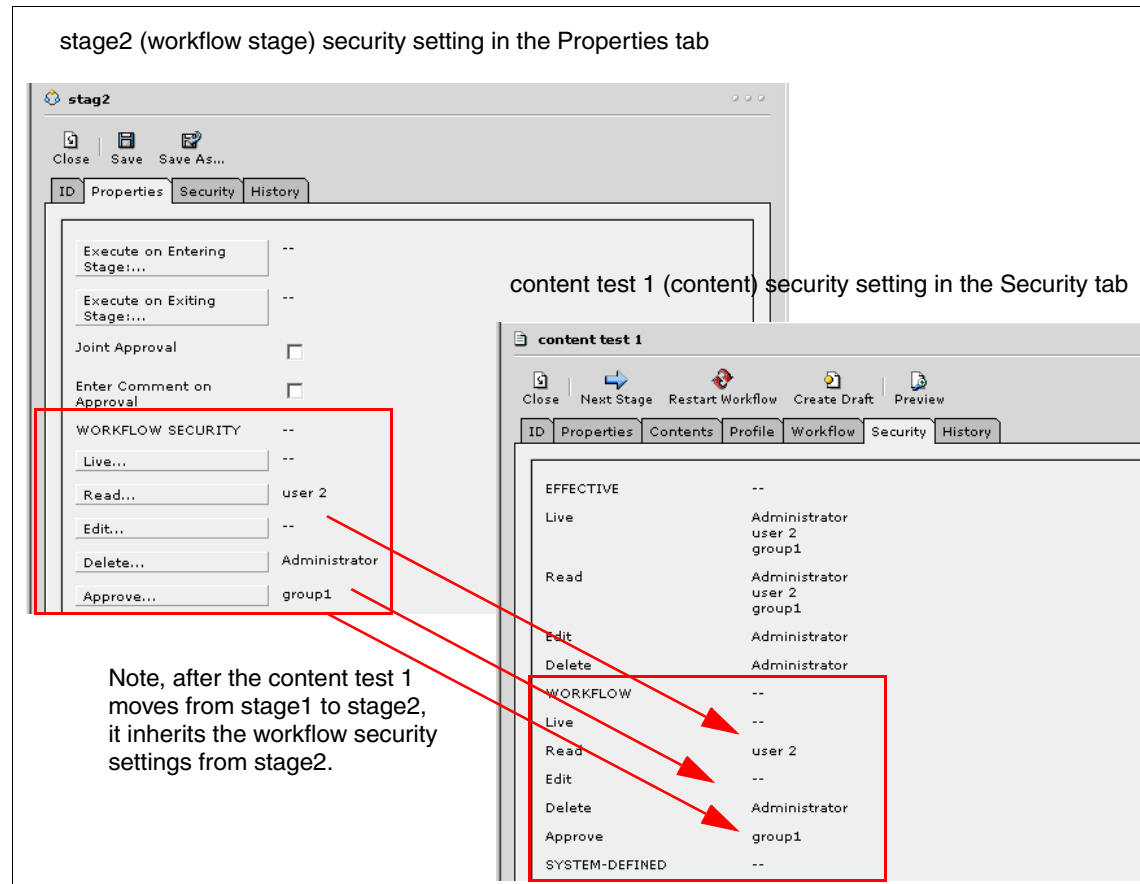 stage2 (workflow stage) security setting in the Properties tab
stag2
Close Save Save As...
ID Properties Security History
Execute on Entering
Stage:... --
Execute on Exiting
Stage:... --
Joint Approval
Enter Comment on
Approval
WORKFLOW SECURITY --
Live... --
Read... user 2
Edit... --
Delete... Administrator
Approve... group1
Note, after the content test 1
moves from stage1 to stage2,
it inherits the workflow security
settings from stage2.
content test 1 (content) security setting in the Security tab
content test 1
Close Next Stage Restart Workflow Create Draft Preview
ID Properties Contents Profile Workflow Security History
EFFECTIVE --
Live Administrator
user 2
group1
Read Administrator
user 2
group1
Edit Administrator
Delete Administrator
WORKFLOW --
Live --
Read user 2
Edit --
Delete Administrator
Approve group1
SYSTEM-DEFINED --